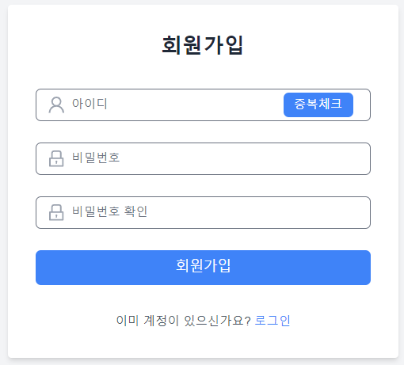 회원가입
아이디 중복체크
비밀번호
비밀번호 확인
회원가입
이미 계정이 있으신가요? 로그인